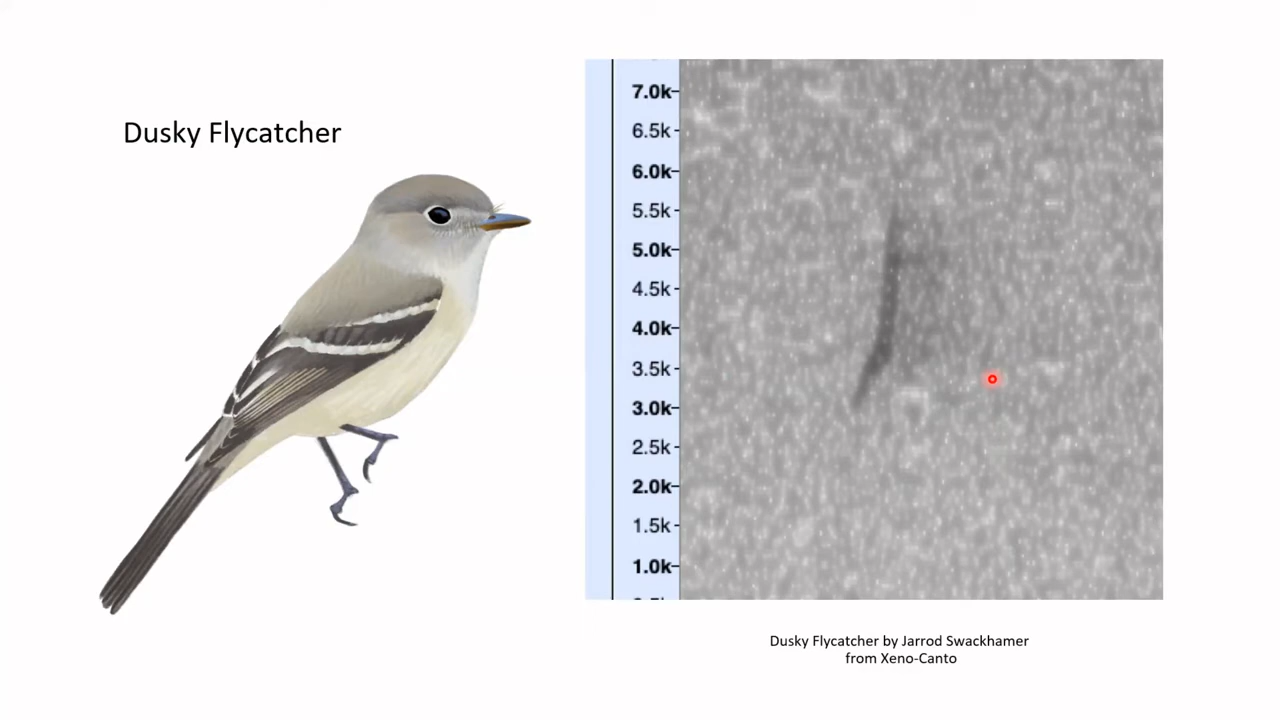 Dusky Flycatcher
7.0k
6.5k
6.0k
5.5k
5.0k
4.5k
4.0k
3.5k
3.0k
2.5k
2.0k
1.5k
1.0k
Dusky Flycatcher by Jarrod Swackhamer
from Xeno-Canto